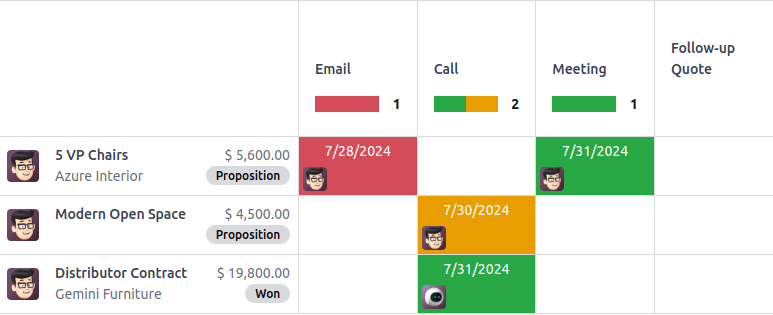 Email
Call
Meeting
Follow-up
Quote
1
2
1
5 VP Chairs $ 5,600.00 7/28/2024 7/31/2024
Azure Interior Proposition
Modern Open Space $ 4,500.00 7/30/2024
Proposition
Distributor Contract $ 19,800.00 7/31/2024
Gemini Furniture Won